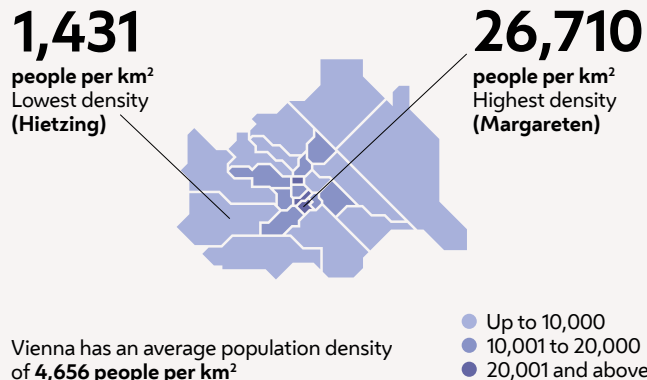 1,431
people per km²
Lowest density
(Hietzing)
26,710
people per km²
Highest density
(Margareten)
Vienna has an average population density
of 4,656 people per km²
Up to 10,000
10,001 to 20,000
20,001 and above